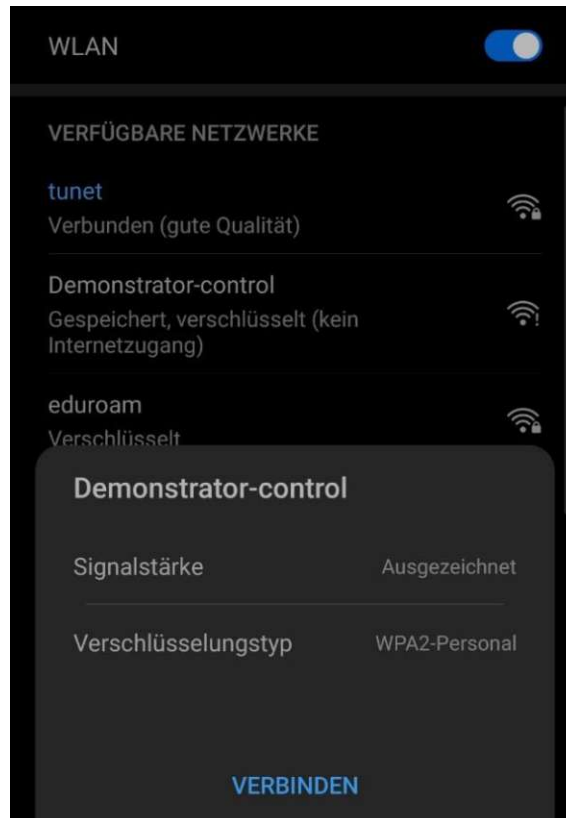 WLAN
VERFÜGBARE NETZWERKE
tunet
Verbunden (gute Qualität)
Demonstrator-control
Gespeichert, verschlüsselt (kein
Internetzugang)
eduroam
Verschlüsselt
Demonstrator-control
Signalstärke Ausgezeichnet
Verschlüsselungstyp WPA2-Personal
VERBINDEN